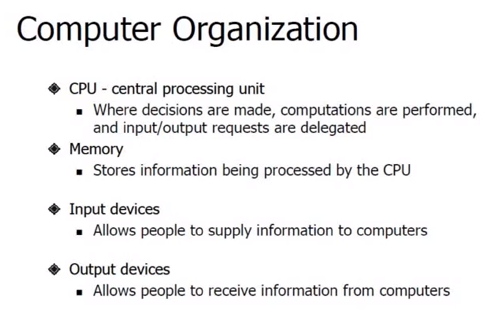 Computer Organization
CPU - central processing unit
Where decisions are made, computations are performed,
and input/output requests are delegated
Memory
Stores information being processed by the CPU
Input devices
Allows people to supply information to computers
Output devices
Allows people to receive information from computers